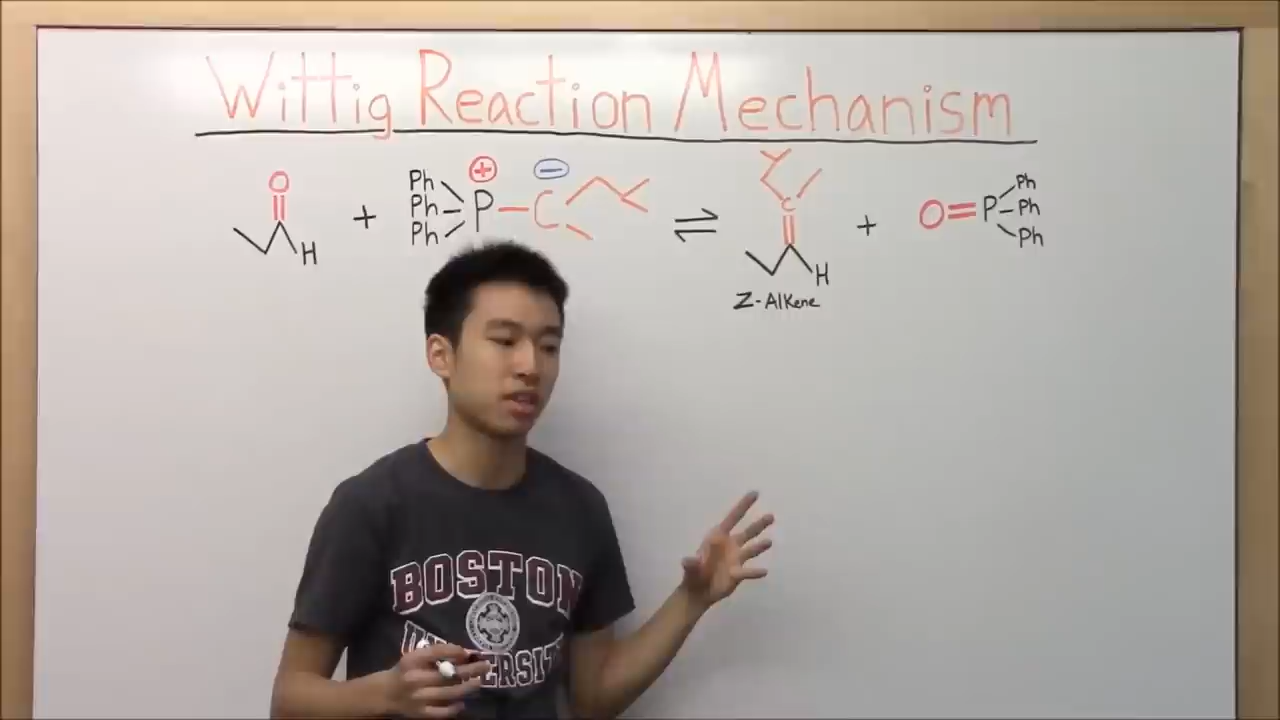 Wittig Reaction Mechanism
O
H
+
Ph
Ph
Ph
P
+
C
−
⇌
C
H
Z-Alkene
+
O=P
Ph
Ph
Ph
BOSTON
UNIVERSITY